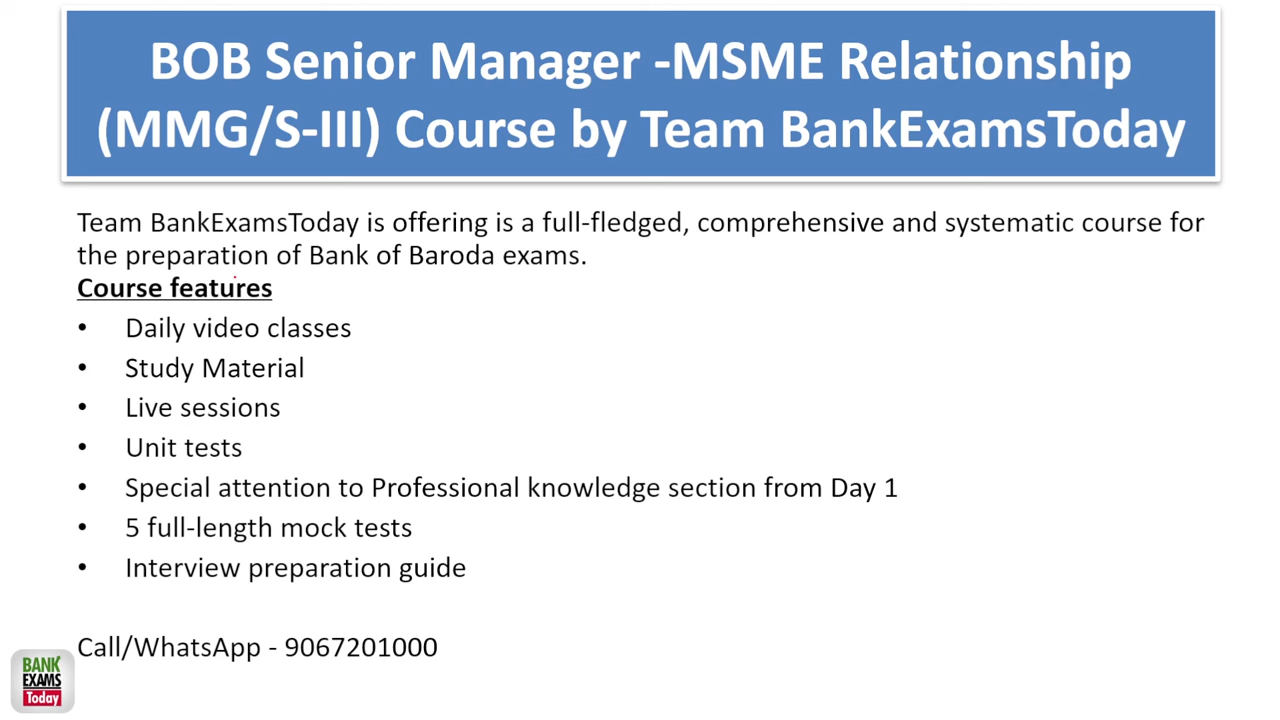 BOB Senior Manager -MSME Relationship
(MMG/S-III) Course by Team BankExamsToday
Team BankExamsToday is offering is a full-fledged, comprehensive and systematic course for
the preparation of Bank of Baroda exams.
Course features
• Daily video classes
• Study Material
• Live sessions
• Unit tests
• Special attention to Professional knowledge section from Day 1
• 5 full-length mock tests
• Interview preparation guide
Call/WhatsApp - 9067201000
BANK
EXAMS
Today